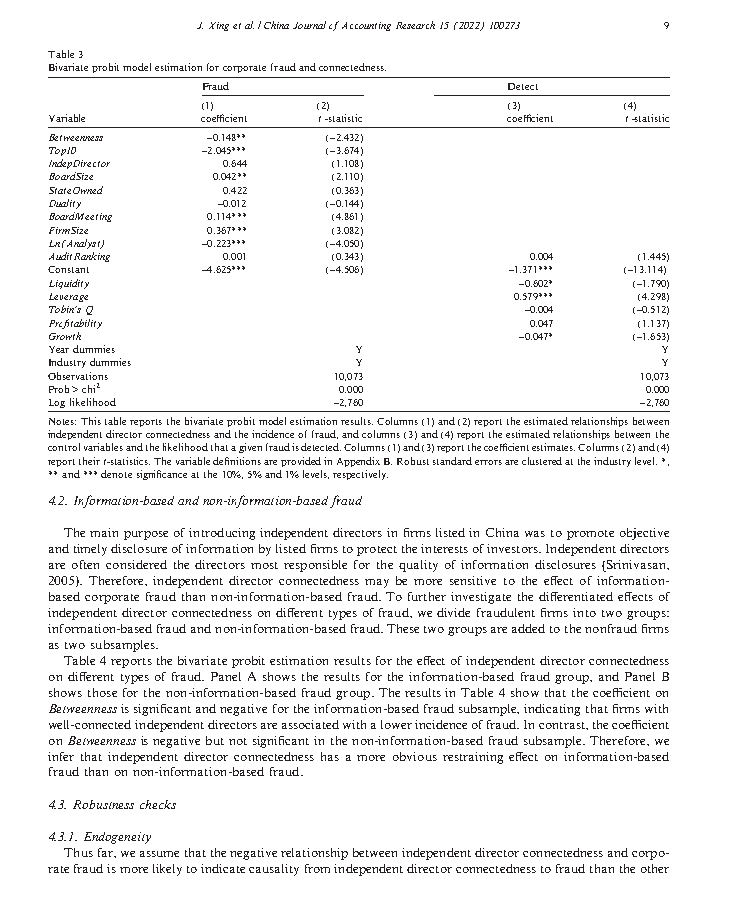 J. Xing et al. / China Journal of Accounting Research 15 (2022) 100273 9
Table 3
Bivariate probit model estimation for corporate fraud and connectedness.
Fraud Detect
(1) (2) (3) (4)
Variable coefficient t-statistic coefficient t-statistic
Betweenness −0.148** (−2.432)
Top10 −2.045*** (−3.674)
IndepDirector 0.644 (1.108)
BoardSize 0.042** (2.110)
StateOwned 0.422 (0.363)
Duality −0.012 (−0.144)
BoardMeeting 0.114*** (4.861)
FirmSize 0.367*** (3.082)
Ln(Analyst) −0.223*** (−4.050)
AuditRanking 0.001 (0.343) 0.004 (1.445)
Constant −4.625*** (−4.506) −1.371*** (−13.114)
Liquidity −0.602* (−1.790)
Leverage 0.579*** (4.298)
Tobin's Q −0.004 (−0.512)
Profitability 0.047 (1.137)
Growth −0.047* (−1.653)
Year dummies Y Y
Industry dummies Y Y
Observations 10,073 10,073
Prob > chi² 0.000 0.000
Log likelihood −2,760 −2,760
Notes: This table reports the bivariate probit model estimation results. Columns (1) and (2) report the estimated relationships between
independent director connectedness and the incidence of fraud, and columns (3) and (4) report the estimated relationships between the
control variables and the likelihood that a given fraud is detected. Columns (1) and (3) report the coefficient estimates. Columns (2) and (4)
report their t-statistics. The variable definitions are provided in Appendix B. Robust standard errors are clustered at the industry level. *,
** and *** denote significance at the 10%, 5% and 1% levels, respectively.
4.2. Information-based and non-information-based fraud
The main purpose of introducing independent directors in firms listed in China was to promote objective
and timely disclosure of information by listed firms to protect the interests of investors. Independent directors
are often considered the directors most responsible for the quality of information disclosures {Srinivasan,
2005}. Therefore, independent director connectedness may be more sensitive to the effect of information-
based corporate fraud than non-information-based fraud. To further investigate the differentiated effects of
independent director connectedness on different types of fraud, we divide fraudulent firms into two groups:
information-based fraud and non-information-based fraud. These two groups are added to the nonfraud firms
as two subsamples.
Table 4 reports the bivariate probit estimation results for the effect of independent director connectedness
on different types of fraud. Panel A shows the results for the information-based fraud group, and Panel B
shows those for the non-information-based fraud group. The results in Table 4 show that the coefficient on
Betweenness is significant and negative for the information-based fraud subsample, indicating that firms with
well-connected independent directors are associated with a lower incidence of fraud. In contrast, the coefficient
on Betweenness is negative but not significant in the non-information-based fraud subsample. Therefore, we
infer that independent director connectedness has a more obvious restraining effect on information-based
fraud than on non-information-based fraud.
4.3. Robustness checks
4.3.1. Endogeneity
Thus far, we assume that the negative relationship between independent director connectedness and corpo-
rate fraud is more likely to indicate causality from independent director connectedness to fraud than the other